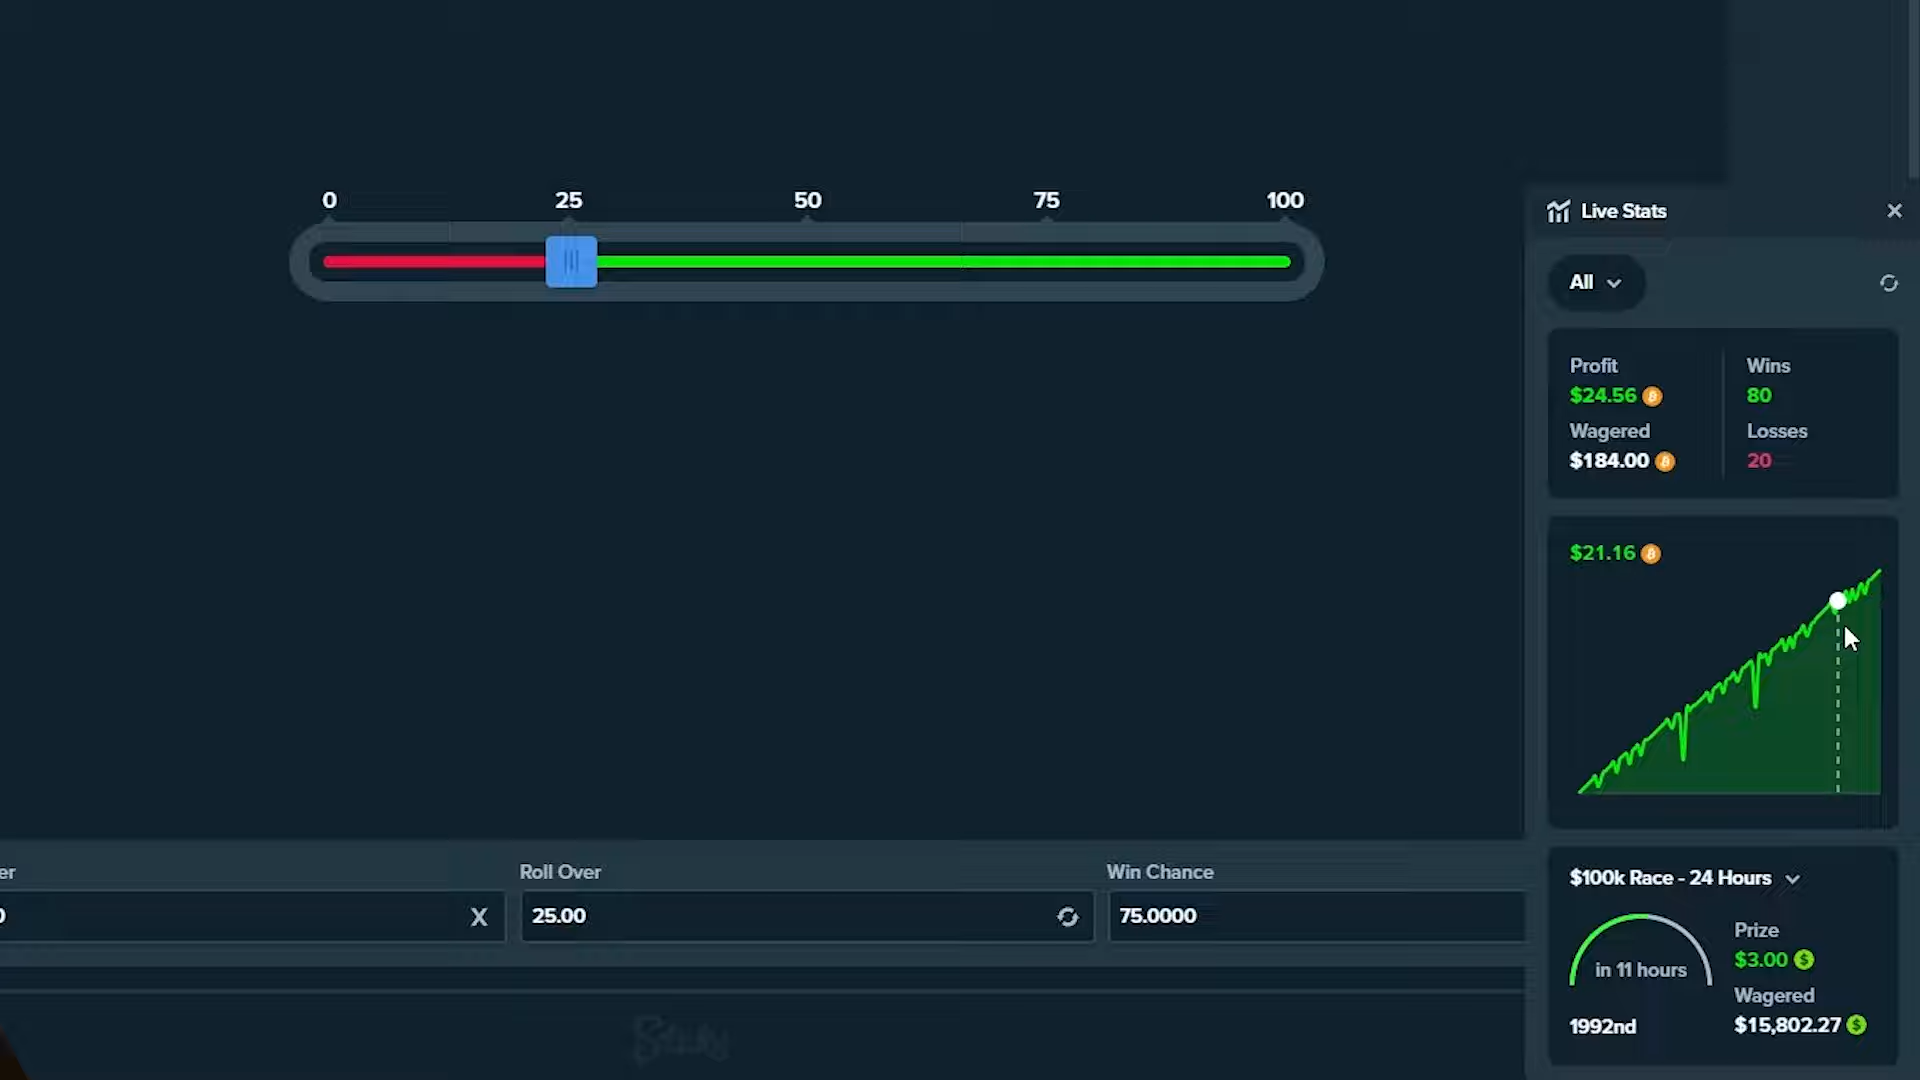 0 25 50 75 100
Live Stats
All
Profit
$24.56
Wins
80
Wagered
$184.00
Losses
20
$21.16
er
Roll Over
25.00
Win Chance
75.0000
$100k Race - 24 Hours
in 11 hours
1992nd
Prize
$3.00
Wagered
$15,802.27